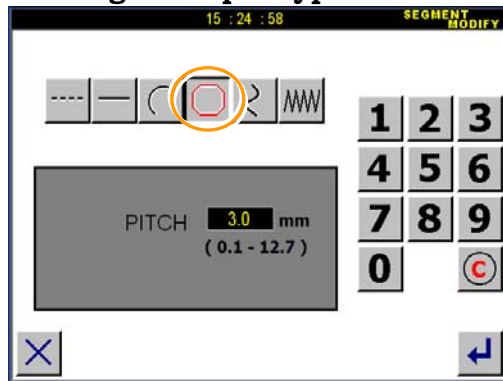 15 : 24 : 58
SEGMENT
MODIFY
1 2 3
4 5 6
PITCH 3.0 mm
7 8 9
( 0.1 - 12.7 )
0 C